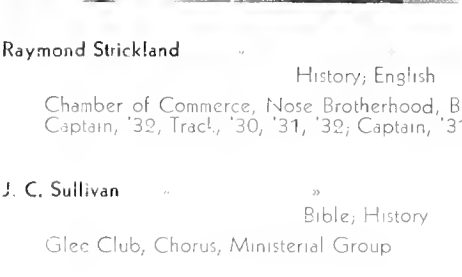 Raymond Strickland «
History; English
Chamber of Commerce, Nose Brotherhood, B
Captain, '32, Track, '30, '31, '32; Captain, '31
J. C. Sullivan « »
Bible; History
Glee Club, Chorus, Ministerial Group